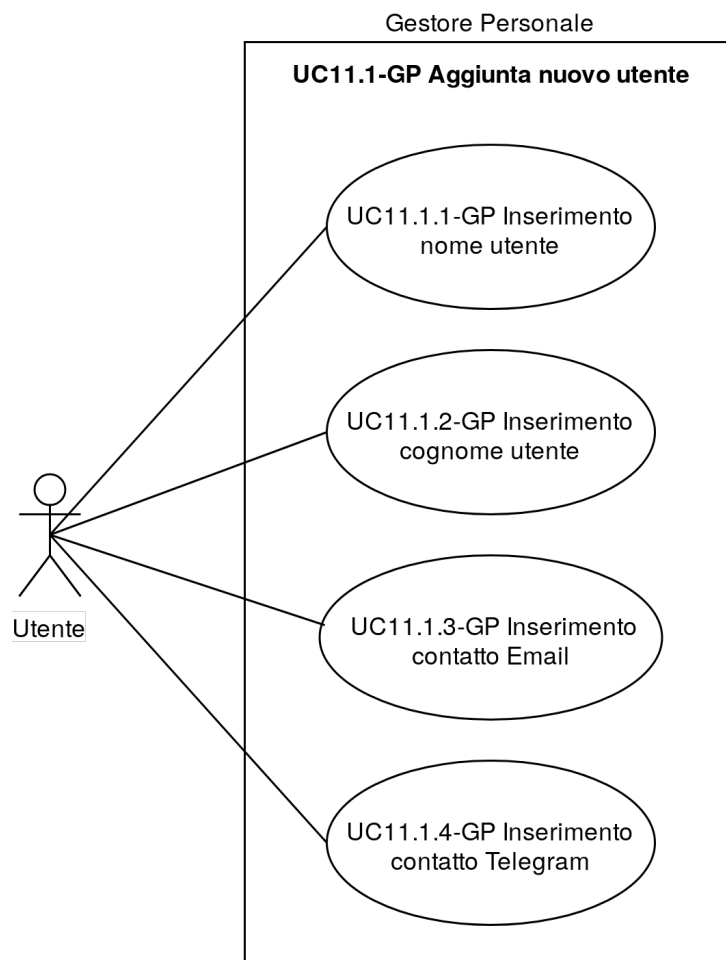 Gestore Personale
UC11.1-GP Aggiunta nuovo utente
UC11.1.1-GP Inserimento
nome utente
UC11.1.2-GP Inserimento
cognome utente
Utente
UC11.1.3-GP Inserimento
contatto Email
UC11.1.4-GP Inserimento
contatto Telegram